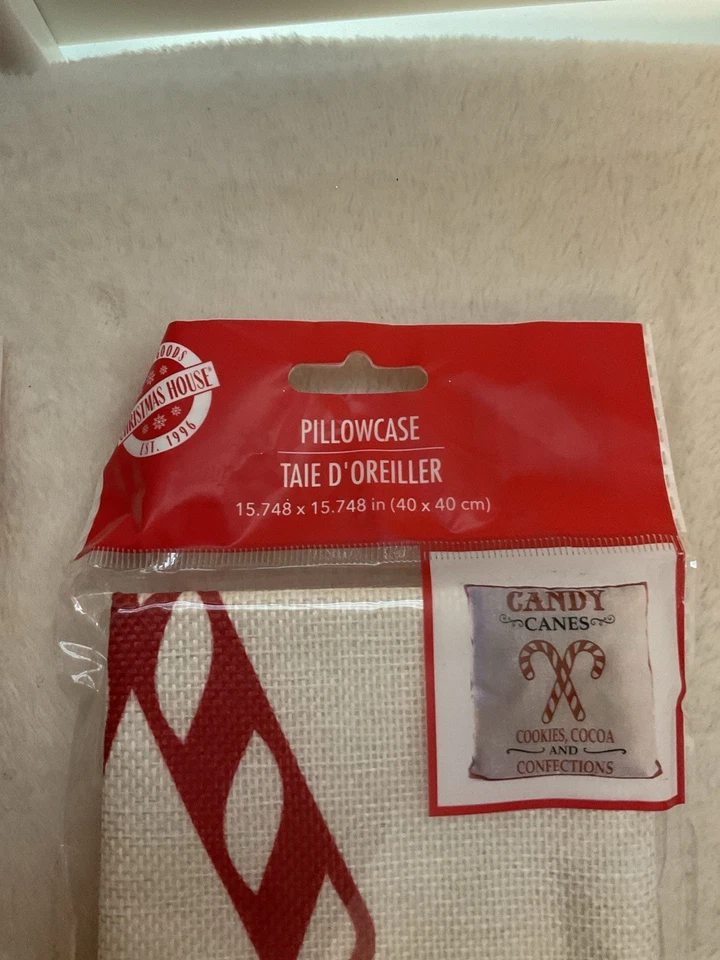 GOODS
CHRISTMAS HOUSE®
EST. 1996
PILLOWCASE
TAIE D'OREILLER
15.748 x 15.748 in (40 x 40 cm)
CANDY
CANES
COOKIES, COCOA
AND
CONFECTIONS